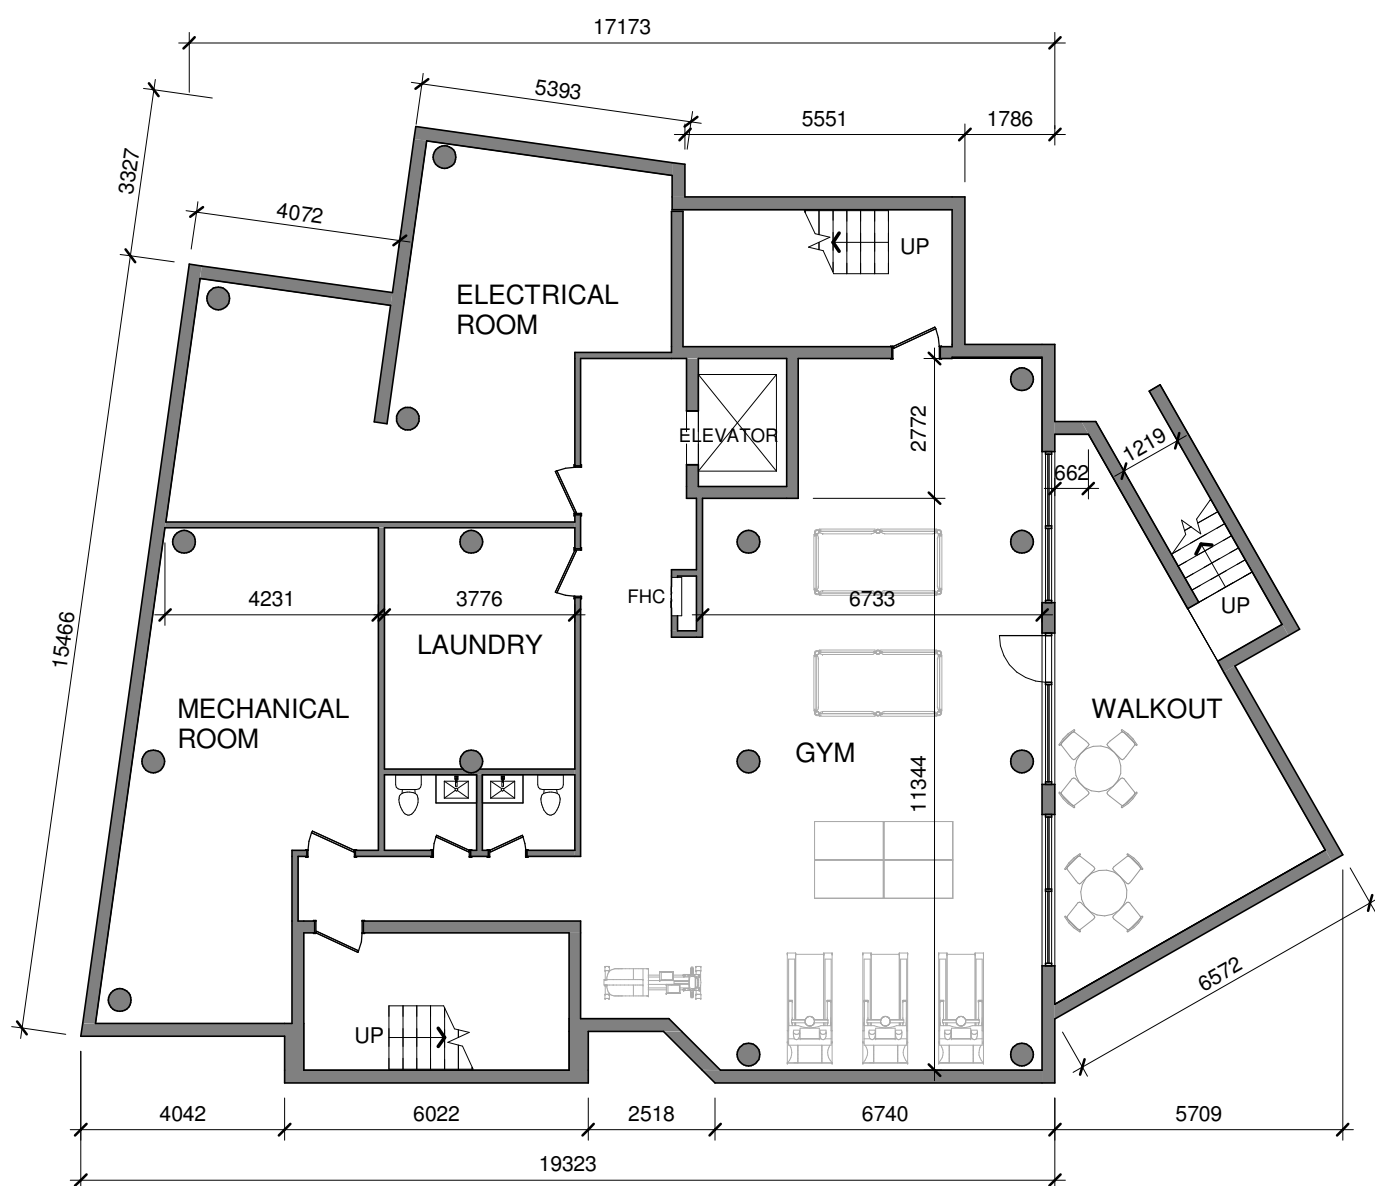 17173
5393
5551
1786
3327
4072
UP
ELECTRICAL
ROOM
2772
ELEVATOR
1219
662
4231
3776
FHC
6733
UP
15466
LAUNDRY
MECHANICAL
ROOM
WALKOUT
GYM
11344
6572
UP
4042
6022
2518
6740
5709
19323